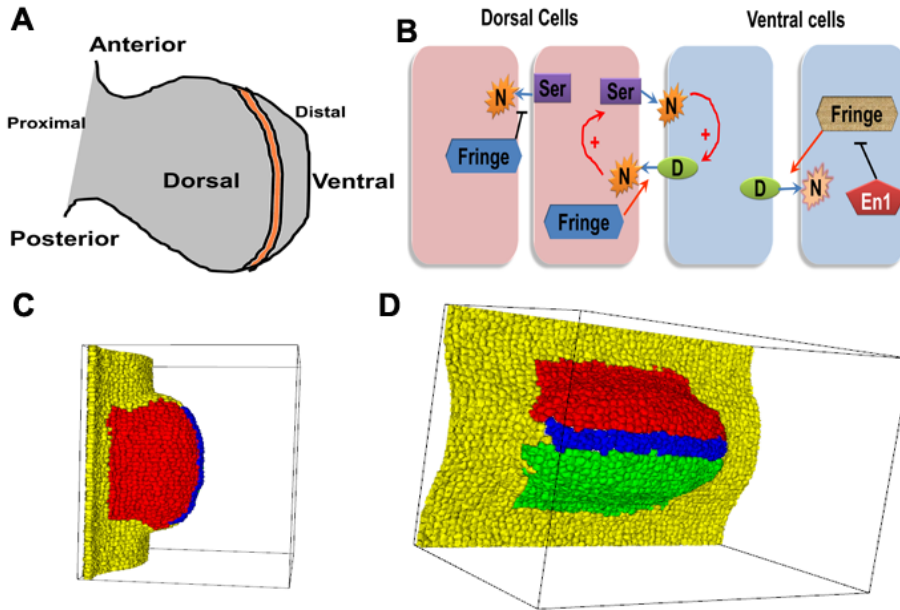 A
Anterior
Proximal
Distal
Dorsal
Ventral
Posterior
B
Dorsal Cells
Ventral cells
N
Ser
Ser
N
Fringe
+
+
Fringe
N
D
D
N
En1
Fringe
C
D